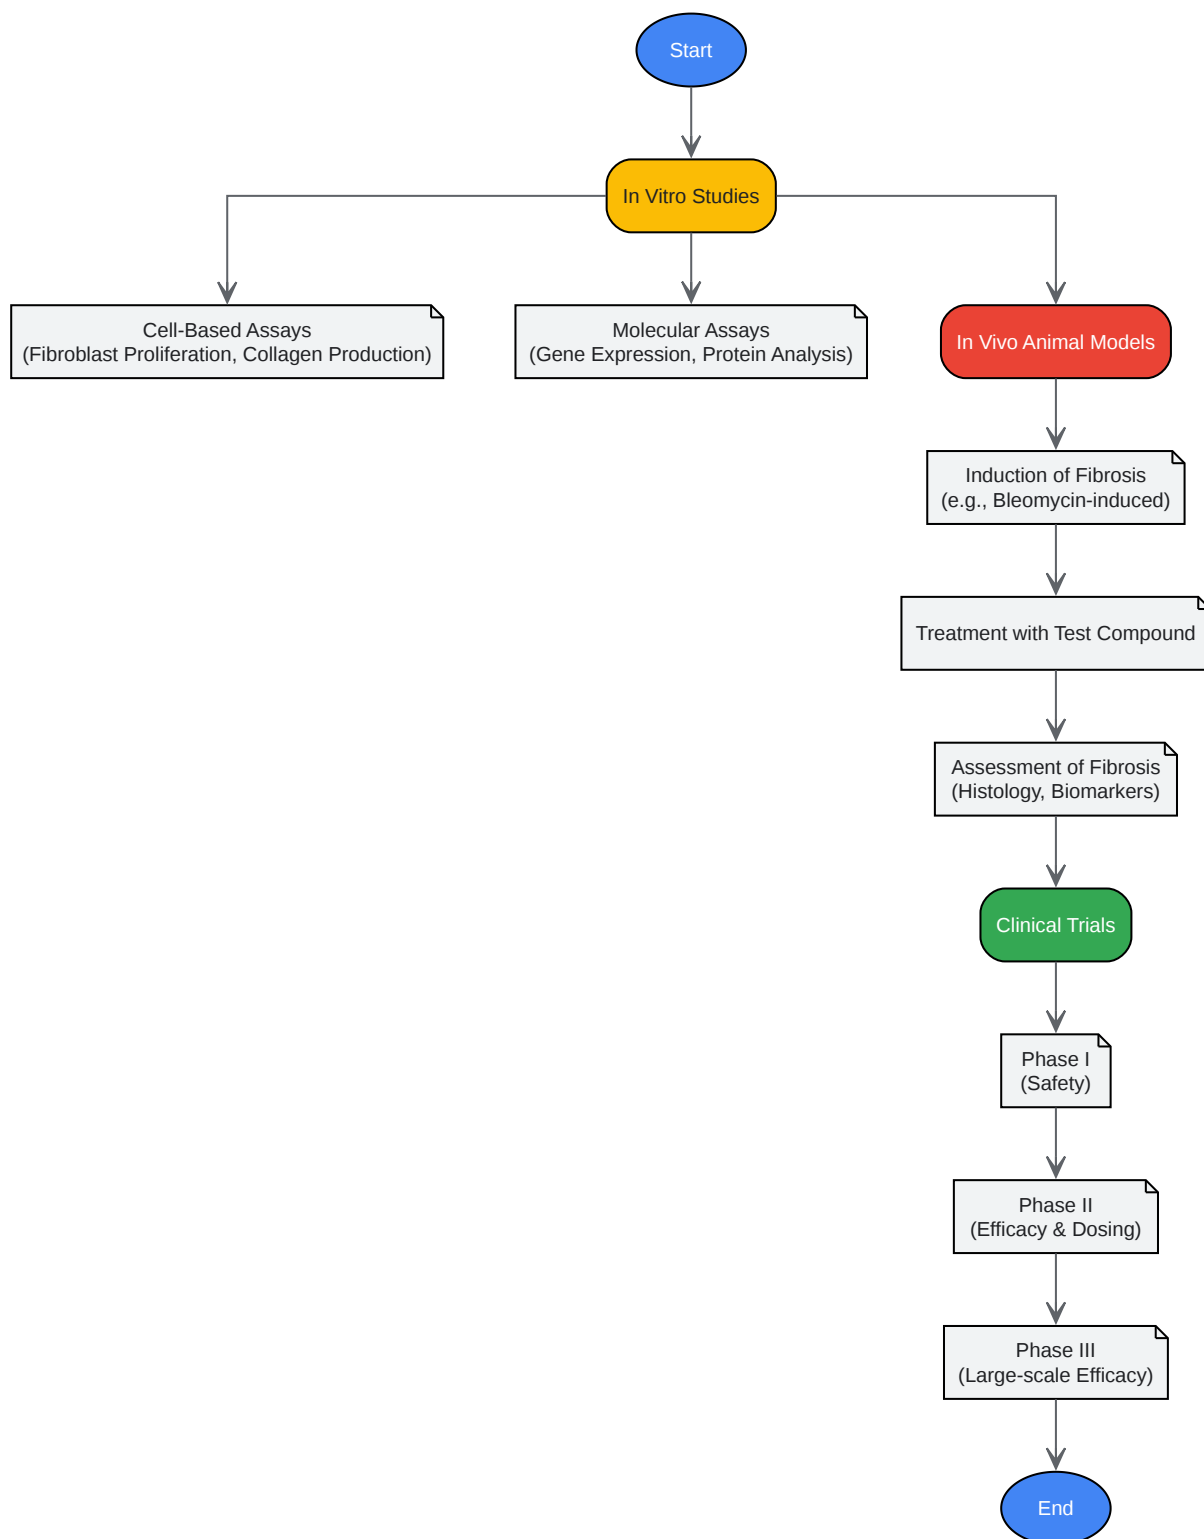 Start
In Vitro Studies
Cell-Based Assays
(Fibroblast Proliferation, Collagen Production)
Molecular Assays
(Gene Expression, Protein Analysis)
In Vivo Animal Models
Induction of Fibrosis
(e.g., Bleomycin-induced)
Treatment with Test Compound
Assessment of Fibrosis
(Histology, Biomarkers)
Clinical Trials
Phase I
(Safety)
Phase II
(Efficacy & Dosing)
Phase III
(Large-scale Efficacy)
End